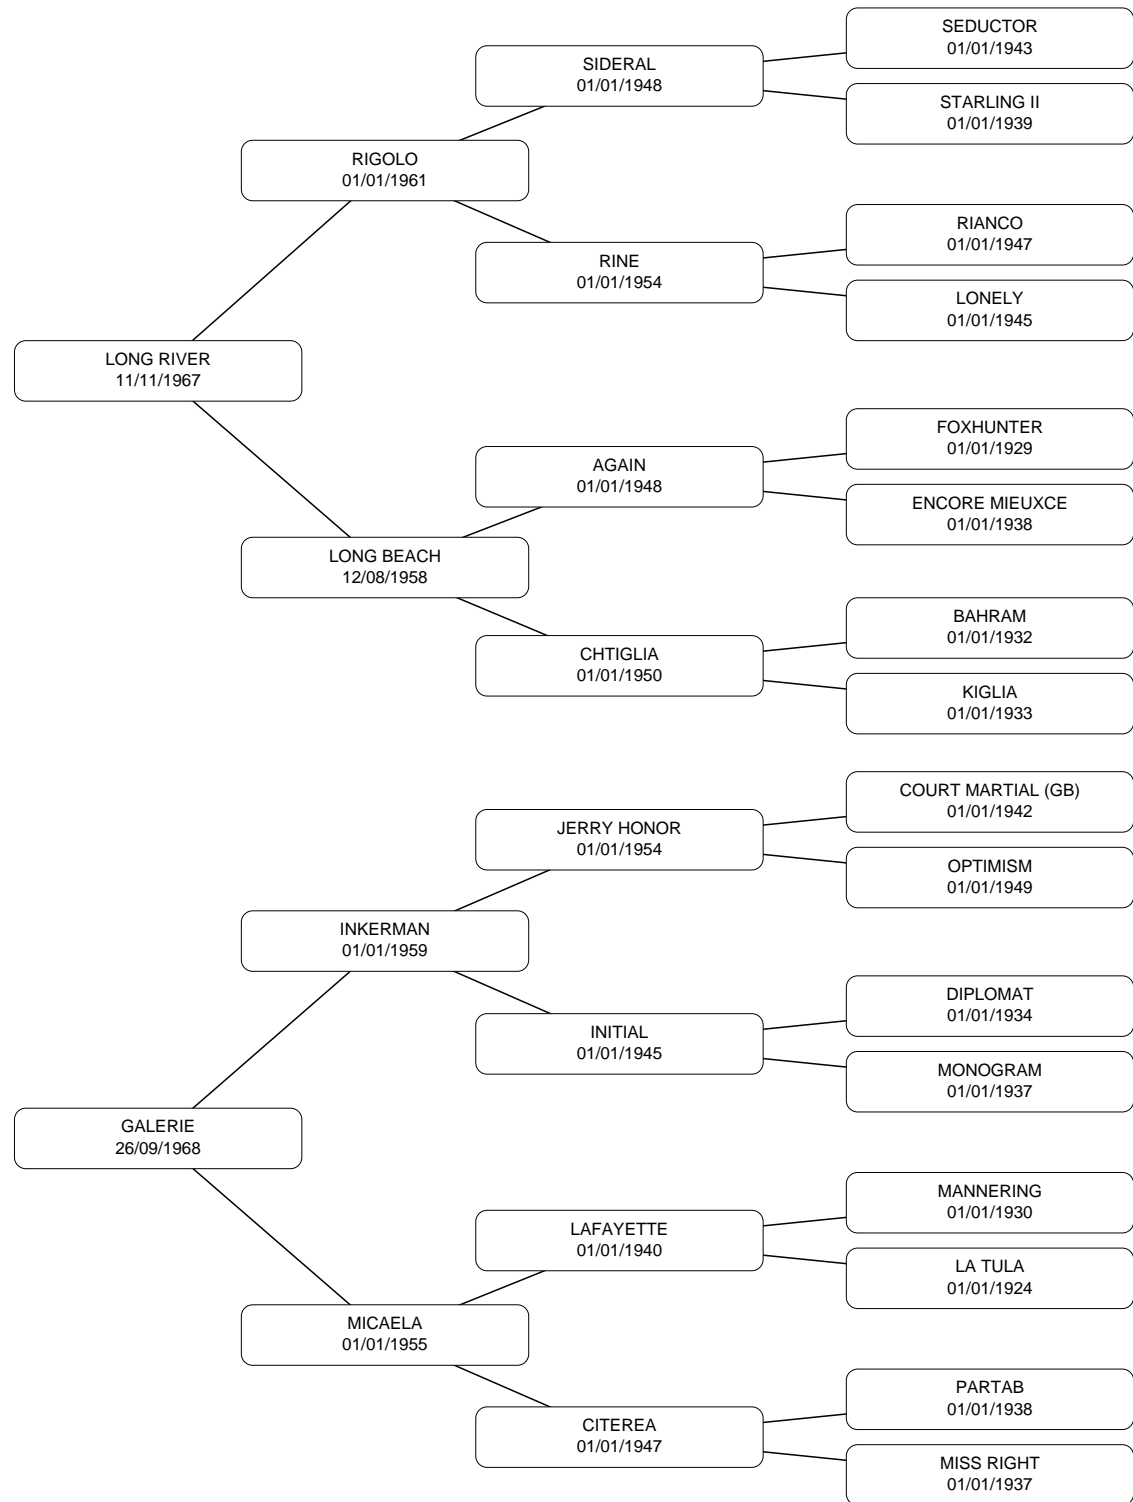 SEDUCTOR
01/01/1943
SIDERAL
01/01/1948
STARLING II
01/01/1939
RIGOLO
01/01/1961
RIANCO
01/01/1947
RINE
01/01/1954
LONELY
01/01/1945
LONG RIVER
11/11/1967
FOXHUNTER
01/01/1929
AGAIN
01/01/1948
ENCORE MIEUXCE
01/01/1938
LONG BEACH
12/08/1958
BAHRAM
01/01/1932
CHTIGLIA
01/01/1950
KIGLIA
01/01/1933
COURT MARTIAL (GB)
01/01/1942
JERRY HONOR
01/01/1954
OPTIMISM
01/01/1949
INKERMAN
01/01/1959
DIPLOMAT
01/01/1934
INITIAL
01/01/1945
MONOGRAM
01/01/1937
GALERIE
26/09/1968
MANNERING
01/01/1930
LAFAYETTE
01/01/1940
LA TULA
01/01/1924
MICAELA
01/01/1955
PARTAB
01/01/1938
CITEREA
01/01/1947
MISS RIGHT
01/01/1937